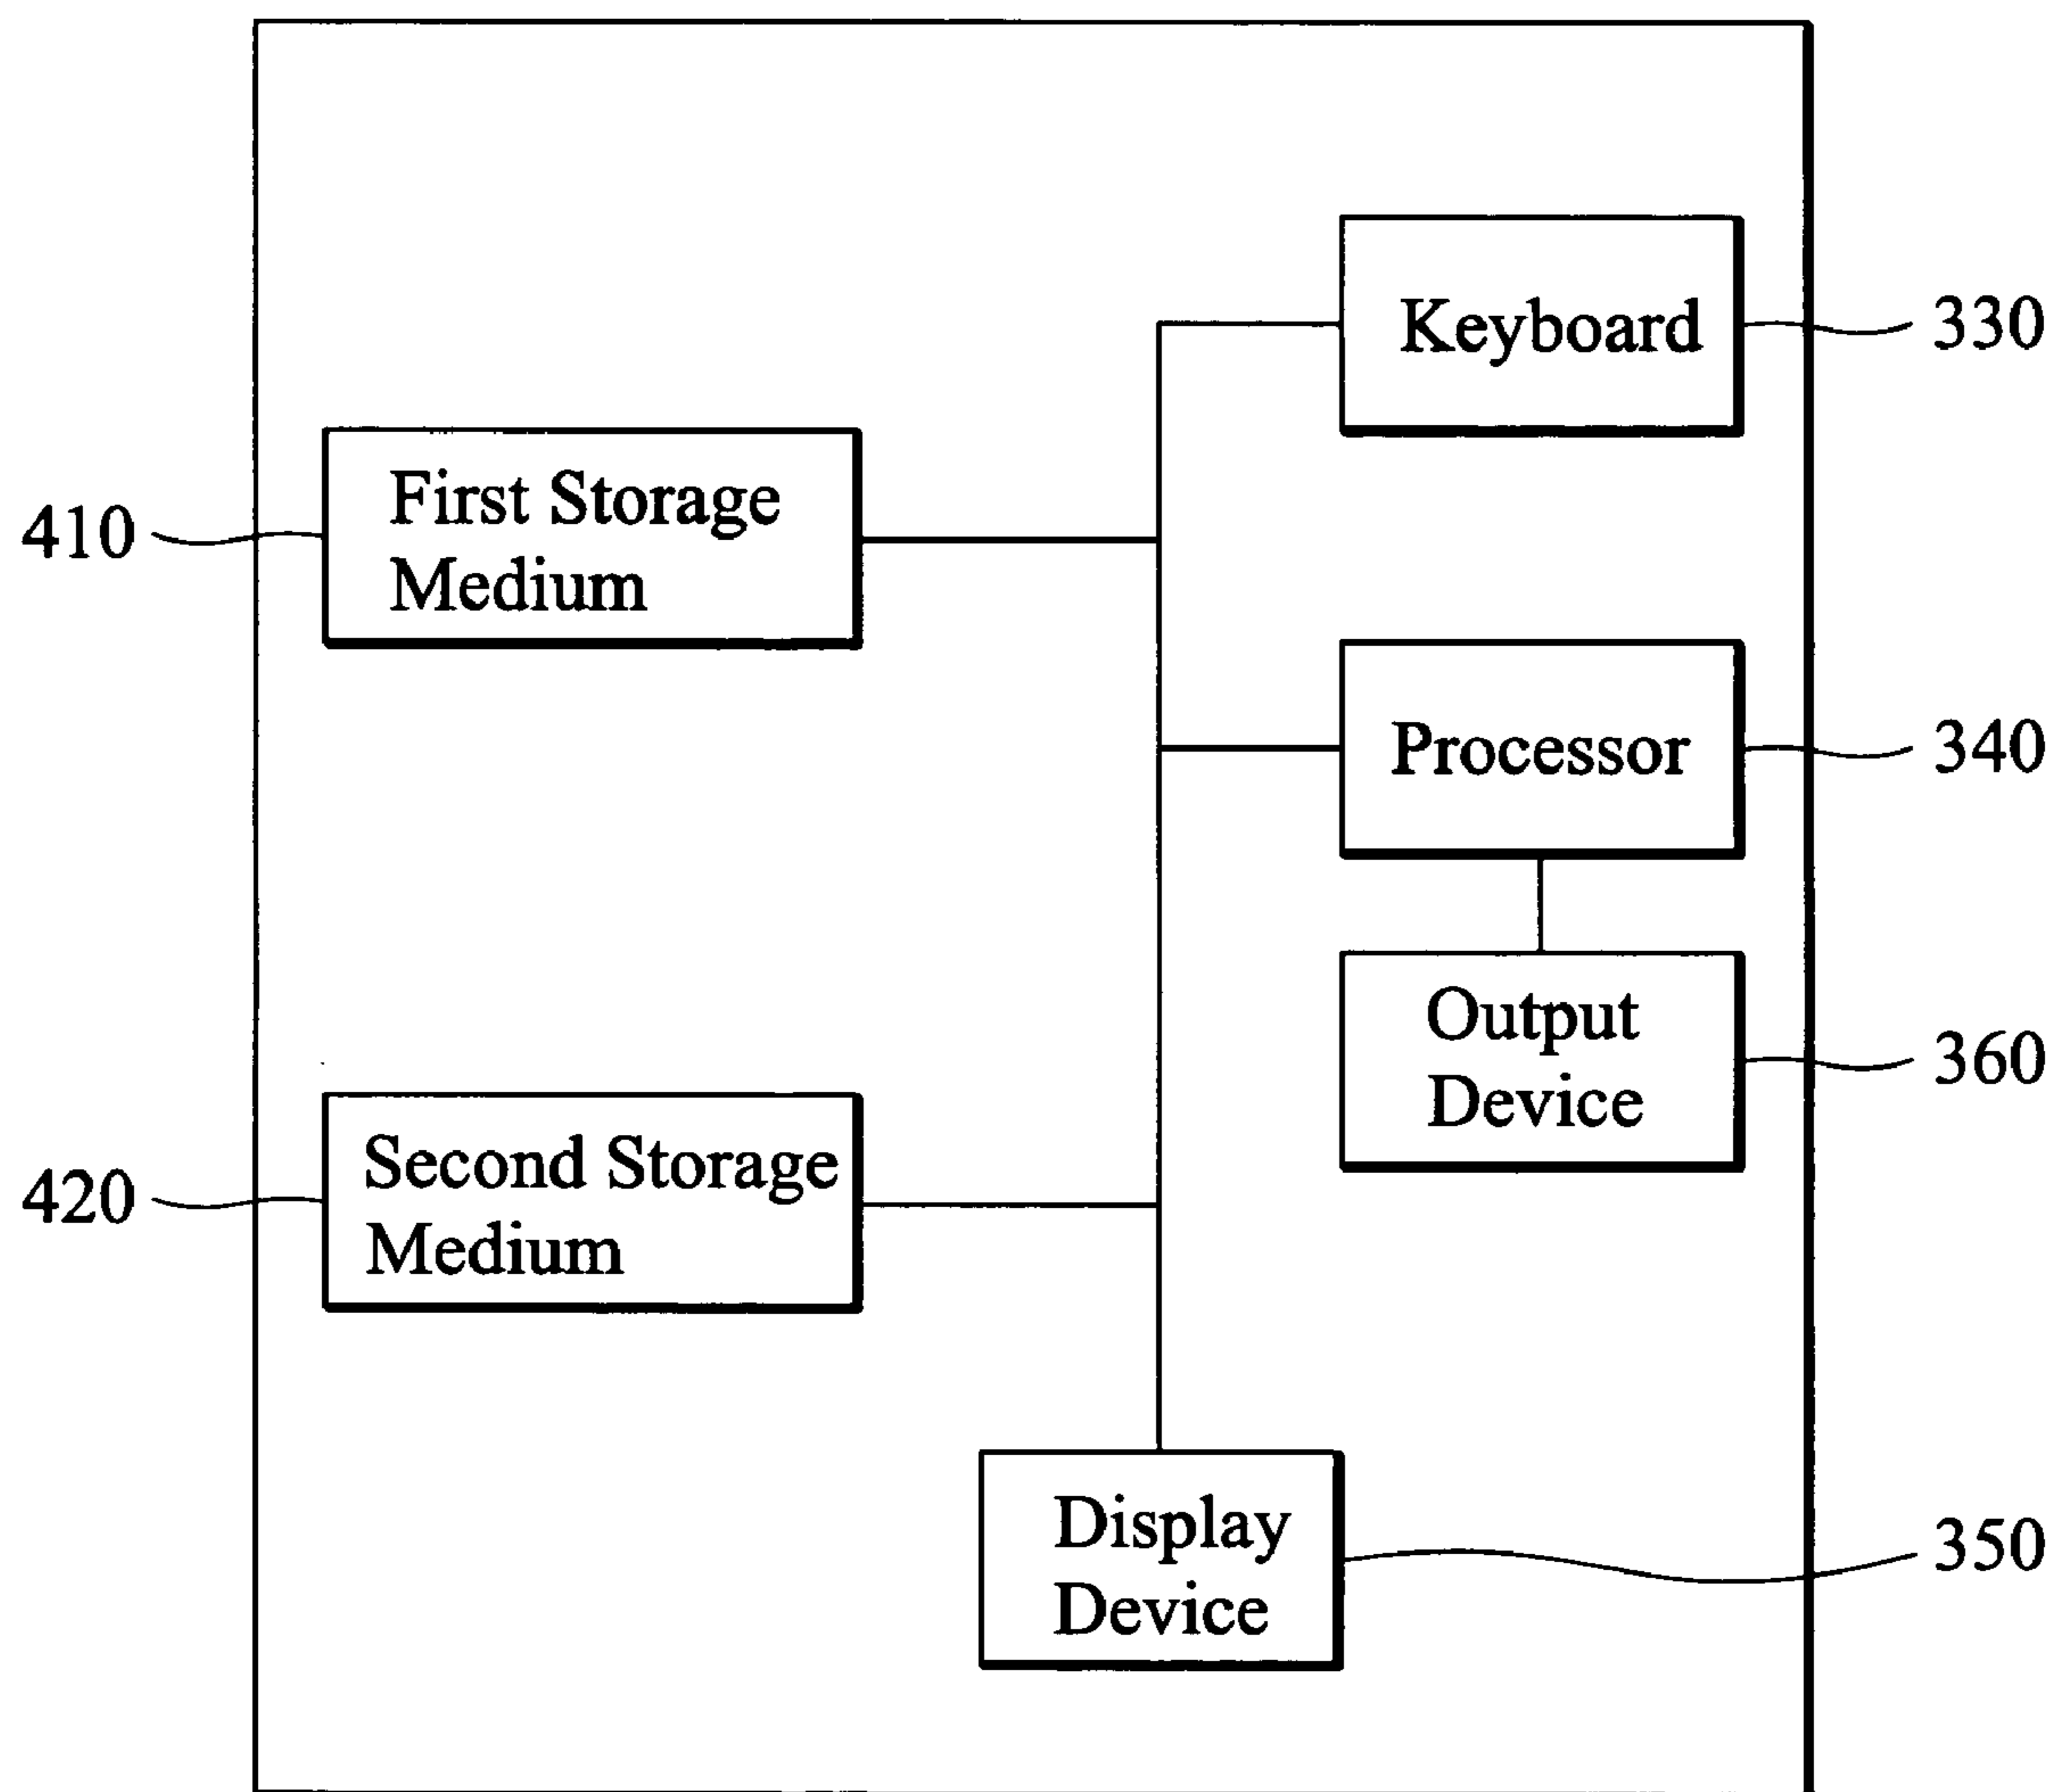 Keyboard
330
First Storage
Medium
410
Processor
340
Output
Device
360
Second Storage
Medium
420
Display
Device
350